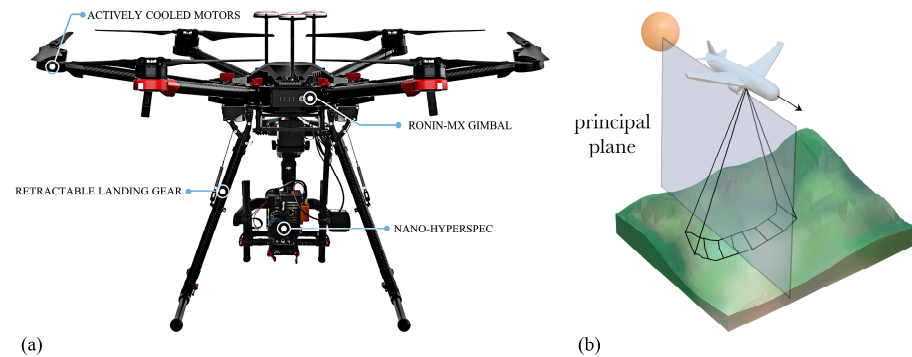 ACTIVELY COOLED MOTORS
RONIN-MX GIMBAL
RETRACTABLE LANDING GEAR
NANO-HYPERSPEC
(a)
principal
plane
(b)